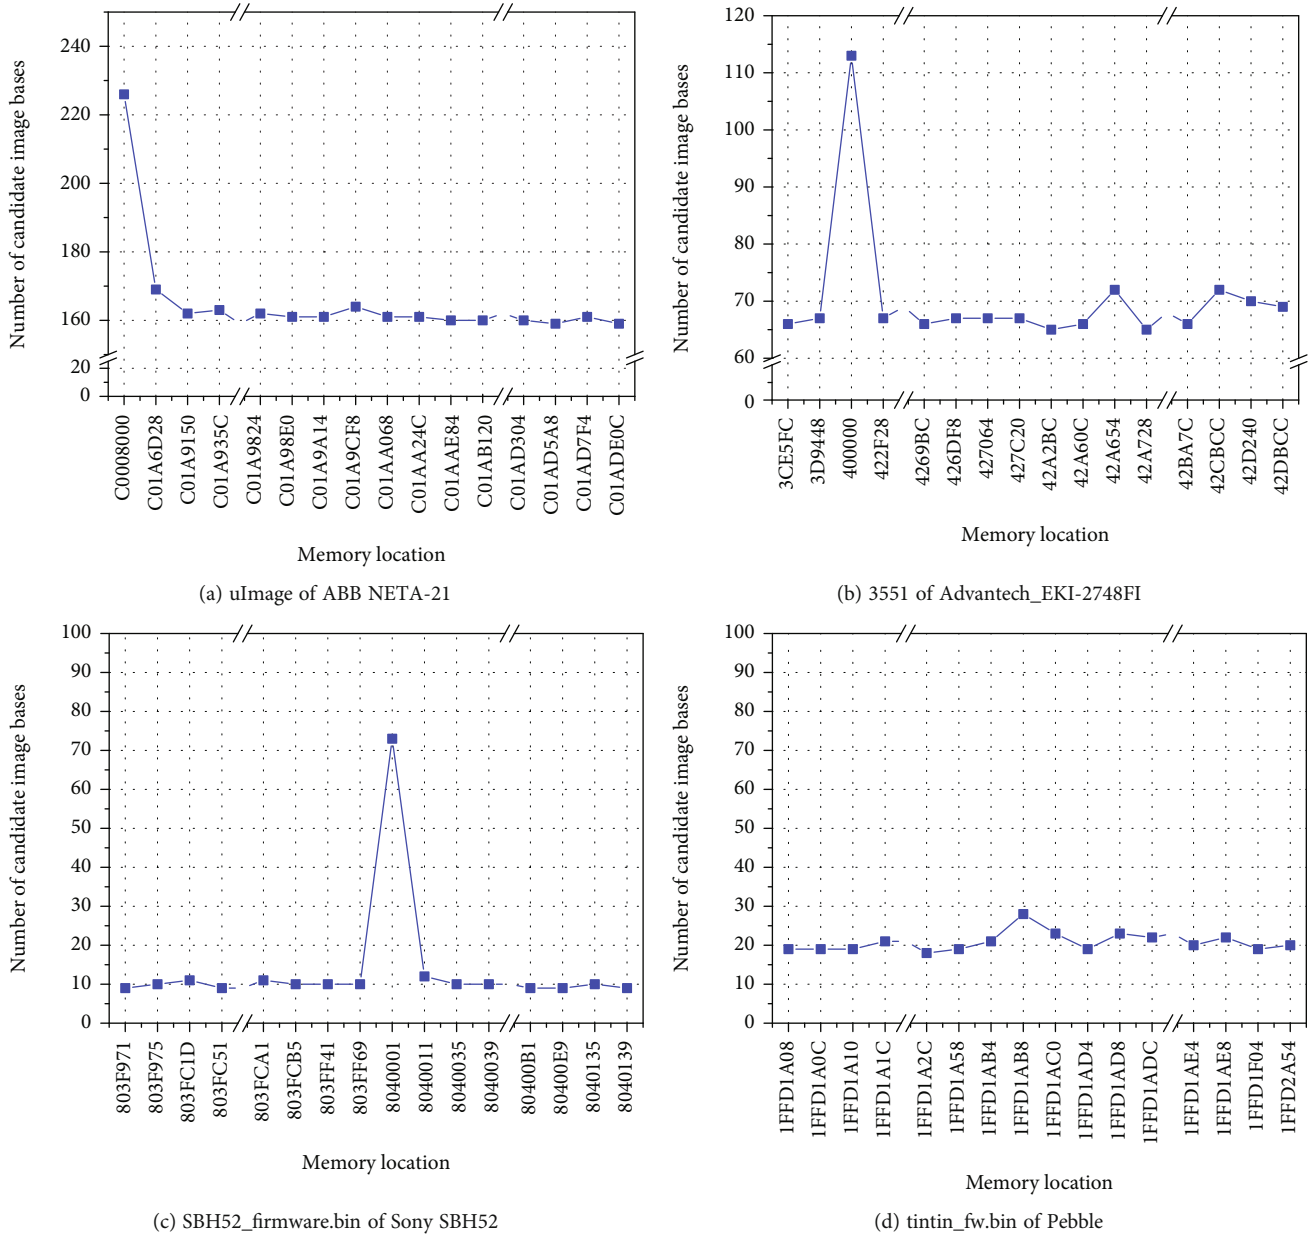 Number of candidate image bases
240
220
200
180
160
20
0
C0008000
C01A6D28
C01A9150
C01A935C
C01A9824
C01A98E0
C01A9A14
C01A9CF8
C01AA068
C01AA24C
C01AAE84
C01AB120
C01AD304
C01AD5A8
C01AD7F4
C01ADE0C
Memory location
(a) uImage of ABB NETA-21
Number of candidate image bases
120
110
100
90
80
70
60
0
3CE5FC
3D9448
400000
422F28
4269BC
426DF8
427064
427C20
42A2BC
42A60C
42A654
42A728
42BA7C
42CBCC
42D240
42DBCC
Memory location
(b) 3551 of Advantech_EKI-2748FI
Number of candidate image bases
100
90
80
70
60
50
40
30
20
10
0
803F971
803F975
803FC1D
803FC51
803FCA1
803FCB5
803FF41
803FF69
8040001
8040011
8040035
8040039
80400B1
80400E9
8040135
8040139
Memory location
(c) SBH52_firmware.bin of Sony SBH52
Number of candidate image bases
100
90
80
70
60
50
40
30
20
10
0
1FFD1A08
1FFD1A0C
1FFD1A10
1FFD1A1C
1FFD1A2C
1FFD1A58
1FFD1AB4
1FFD1AB8
1FFD1AC0
1FFD1AD4
1FFD1AD8
1FFD1ADC
1FFD1AE4
1FFD1AE8
1FFD1F04
1FFD2A54
Memory location
(d) tintin_fw.bin of Pebble